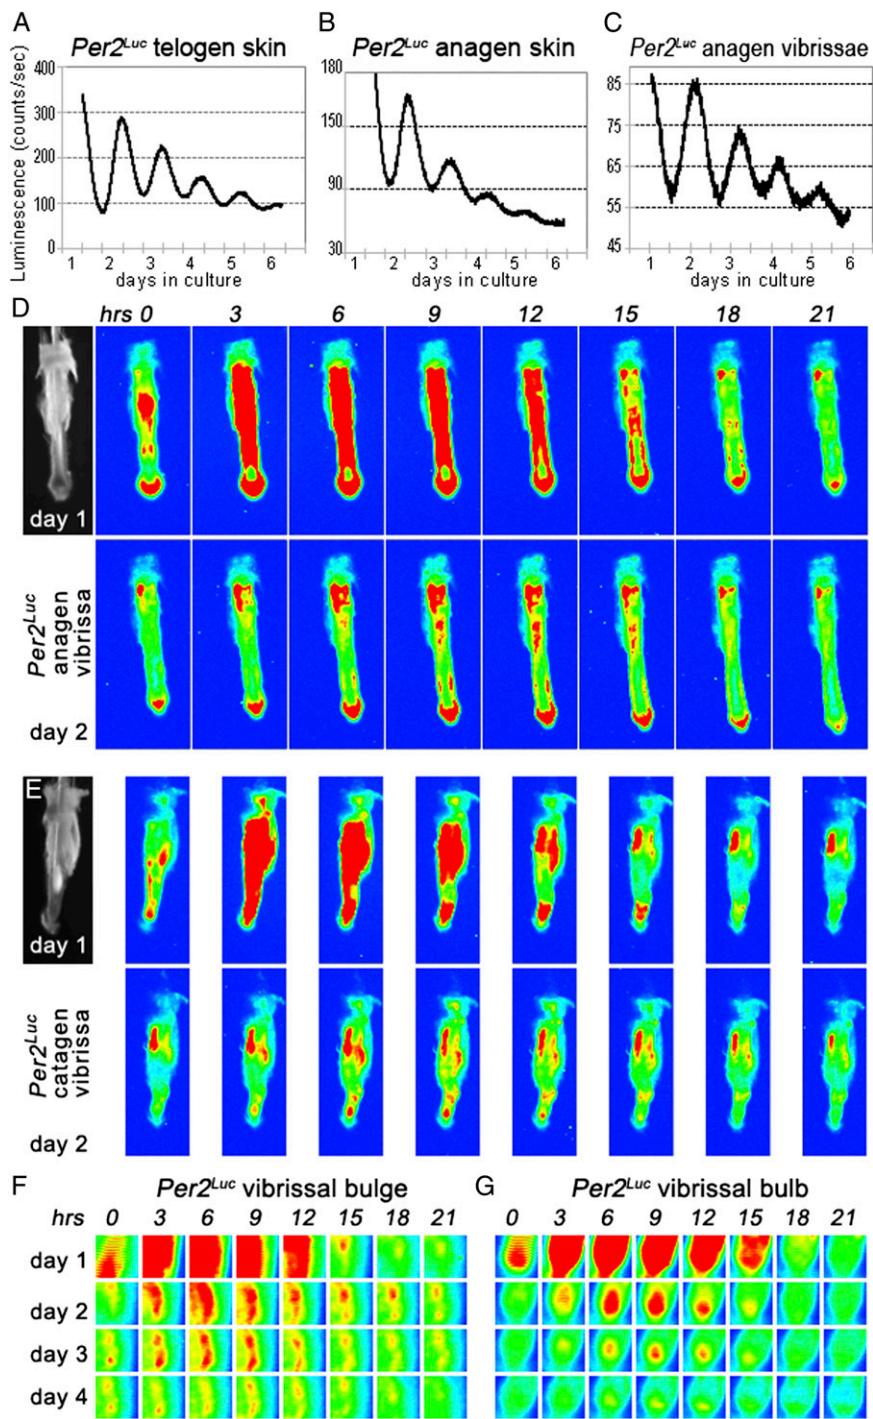 A
Per2Luc telogen skin
Luminescence (counts/sec)
400
300
200
100
0
1 2 3 4 5 6
days in culture
B
Per2Luc anagen skin
180
150
90
30
1 2 3 4 5 6
days in culture
C
Per2Luc anagen vibrissae
85
75
65
55
45
1 2 3 4 5 6
days in culture
D
hrs 0 3 6 9 12 15 18 21
day 1
Per2Luc
anagen
vibrissa
day 2
E
day 1
Per2Luc
catagen
vibrissa
day 2
F
Per2Luc vibrissal bulge
hrs 0 3 6 9 12 15 18 21
day 1
day 2
day 3
day 4
G
Per2Luc vibrissal bulb
0 3 6 9 12 15 18 21